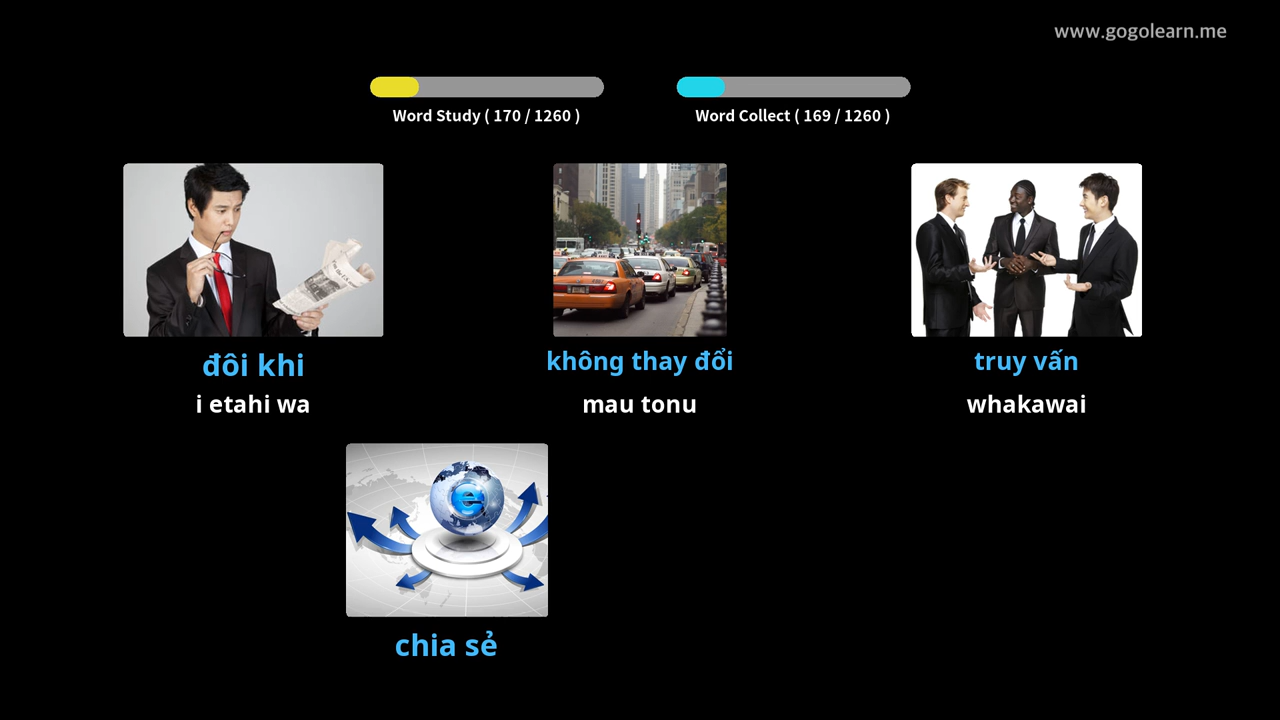 www.gogolearn.me
Word Study ( 170 / 1260 )
Word Collect ( 169 / 1260 )
đôi khi
không thay đổi
truy vấn
i etahi wa
mau tonu
whakawai
e
chia sẻ